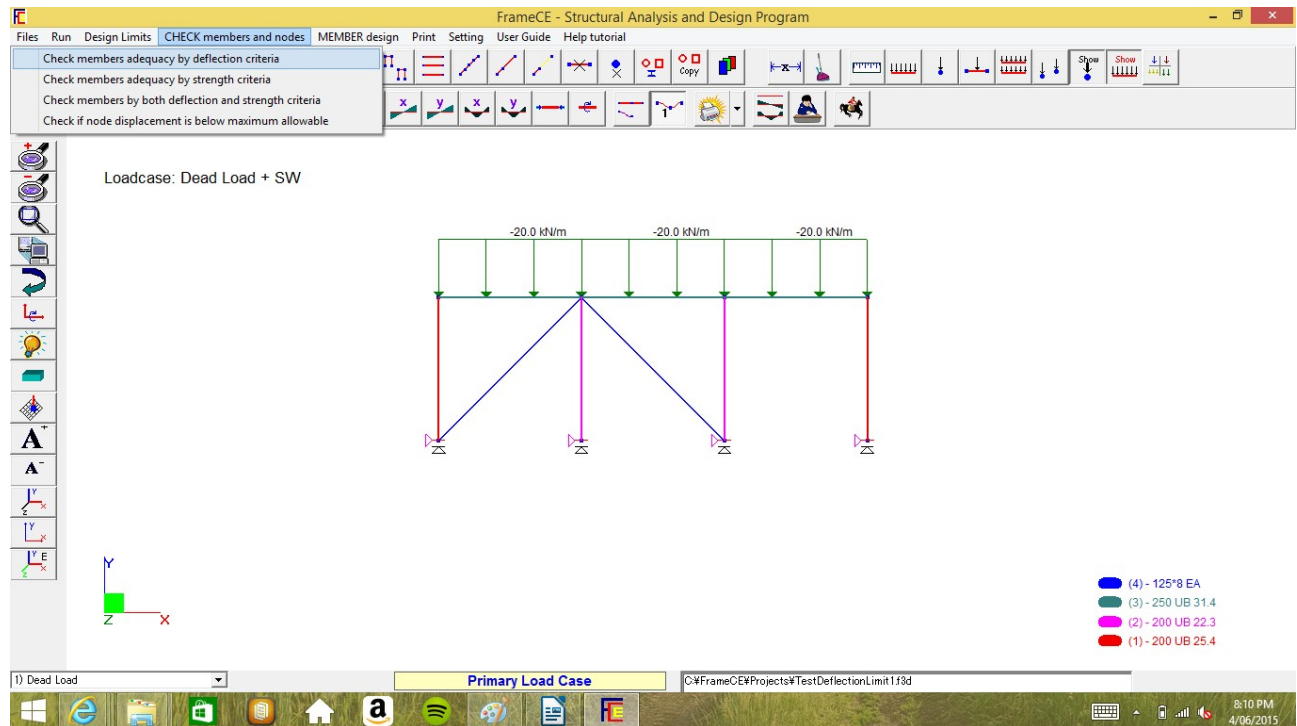 FrameCE - Structural Analysis and Design Program
Files Run Design Limits CHECK members and nodes MEMBER design Print Setting User Guide Help tutorial
Check members adequacy by deflection criteria
Check members adequacy by strength criteria
Check members by both deflection and strength criteria
Check if node displacement is below maximum allowable
Copy
x
Show
Show
x y x y
1
Loadcase: Dead Load + SW
-20.0 kN/m -20.0 kN/m -20.0 kN/m
A+
A-
Y
x
z
Y
x
Y E
x
z
Y
Z X
(4) - 125*8 EA
(3) - 250 UB 31.4
(2) - 200 UB 22.3
(1) - 200 UB 25.4
1) Dead Load
Primary Load Case
C:¥FrameCE¥Projects¥TestDeflectionLimit1.f3d
a
8:10 PM
4/06/2015